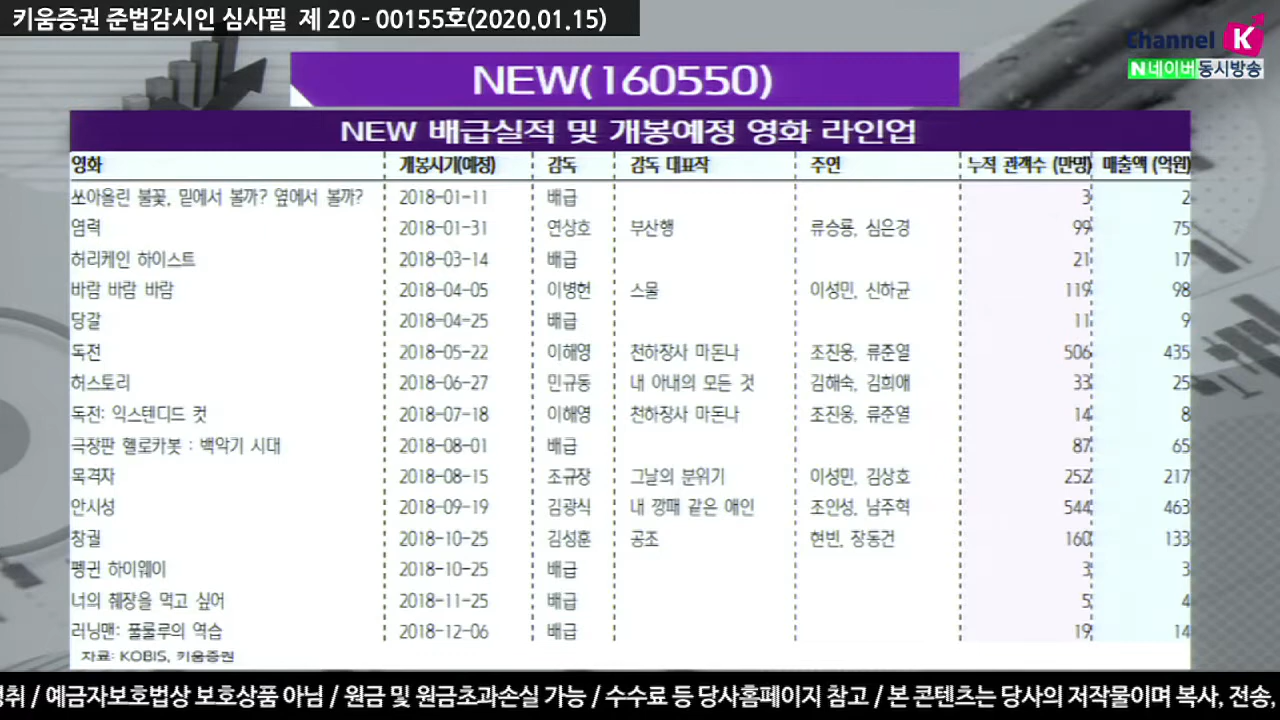 키움증권 준법감시인 심사필 제 20 - 00155호(2020.01.15)
Channel K
N 네이버 동시방송
NEW(160550)
NEW 배급실적 및 개봉예정 영화 라인업
영화 개봉시기(예정) 감독 감독 대표작 주연 누적 관객수 (만명) 매출액 (억원)
쏘아올린 불꽃, 밑에서 볼까? 옆에서 볼까? 2018-01-11 배급 3 2
염력 2018-01-31 연상호 부산행 류승룡, 심은경 99 75
허리케인 하이스트 2018-03-14 배급 21 17
바람 바람 바람 2018-04-05 이병헌 스물 이성민, 신하균 119 98
당갈 2018-04-25 배급 11 9
독전 2018-05-22 이해영 천하장사 마돈나 조진웅, 류준열 506 435
허스토리 2018-06-27 민규동 내 아내의 모든 것 김해숙, 김희애 33 25
독전: 익스텐디드 컷 2018-07-18 이해영 천하장사 마돈나 조진웅, 류준열 14 8
극장판 헬로카봇 : 백악기 시대 2018-08-01 배급 87 65
목격자 2018-08-15 조규장 그날의 분위기 이성민, 김상호 252 217
안시성 2018-09-19 김광식 내 깡패 같은 애인 조인성, 남주혁 544 463
창궐 2018-10-25 김성훈 공조 현빈, 장동건 160 133
펭귄 하이웨이 2018-10-25 배급 3 3
너의 췌장을 먹고 싶어 2018-11-25 배급 5 4
러닝맨: 풀룰루의 역습 2018-12-06 배급 19 14
자료: KOBIS, 키움증권
청취 / 예금자보호법상 보호상품 아님 / 원금 및 원금초과손실 가능 / 수수료 등 당사홈페이지 참고 / 본 콘텐츠는 당사의 저작물이며 복사, 전송,